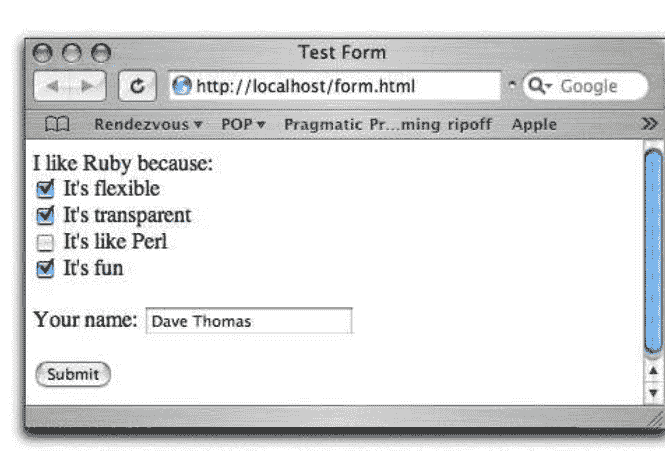 Test Form
http://localhost/form.html Google
Rendezvous POP Pragmatic Pr...ming ripoff Apple
I like Ruby because:
It's flexible
It's transparent
It's like Perl
It's fun
Your name: Dave Thomas
Submit